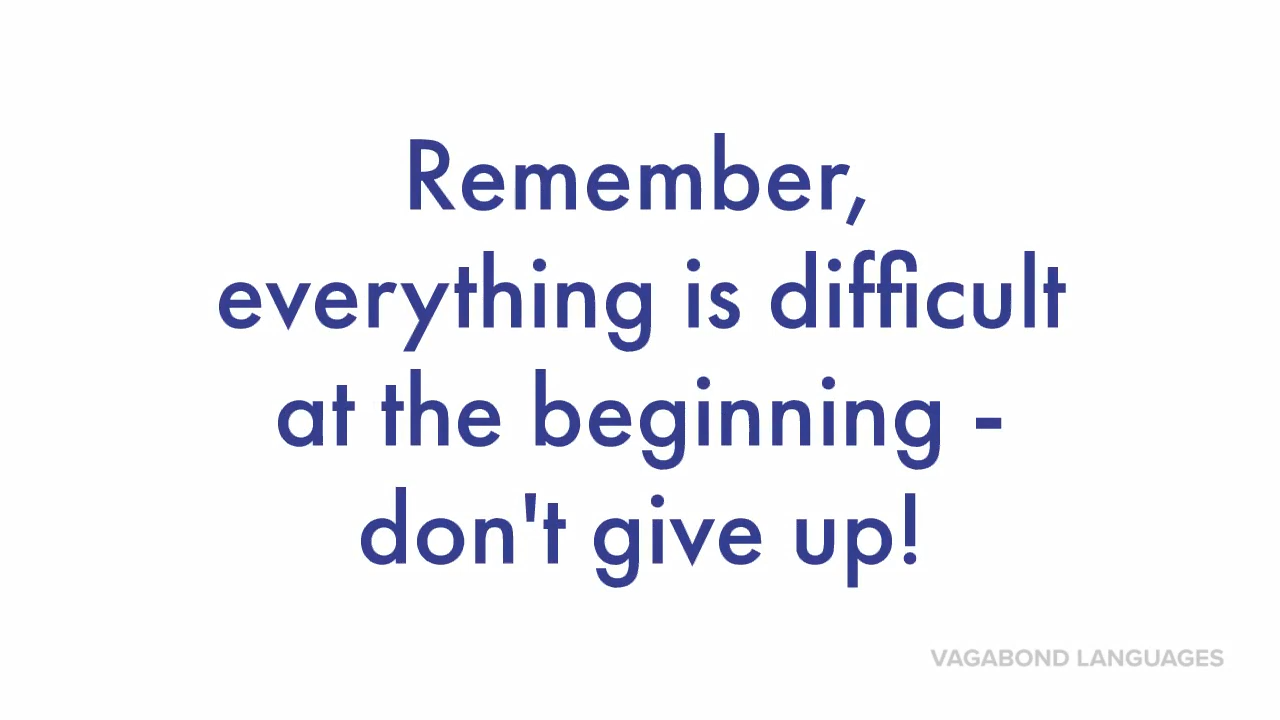 Remember,
everything is difficult
at the beginning -
don't give up!
VAGABOND LANGUAGES